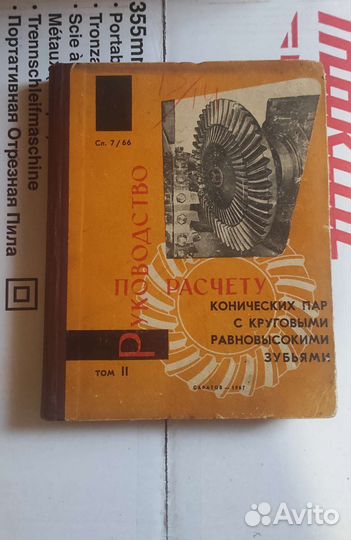 355mm
· Portabl
· Tronza
· Scie à
Métaux
· Trennschleifmaschine
· Портативная Отрезная Пила
Сп. 7/66
РУКОВОДСТВО
ПО РАСЧЕТУ
КОНИЧЕСКИХ ПАР
С КРУГОВЫМИ
РАВНОВЫСОКИМИ
ЗУБЬЯМИ
ТОМ II
САРАТОВ — 1967
Avito